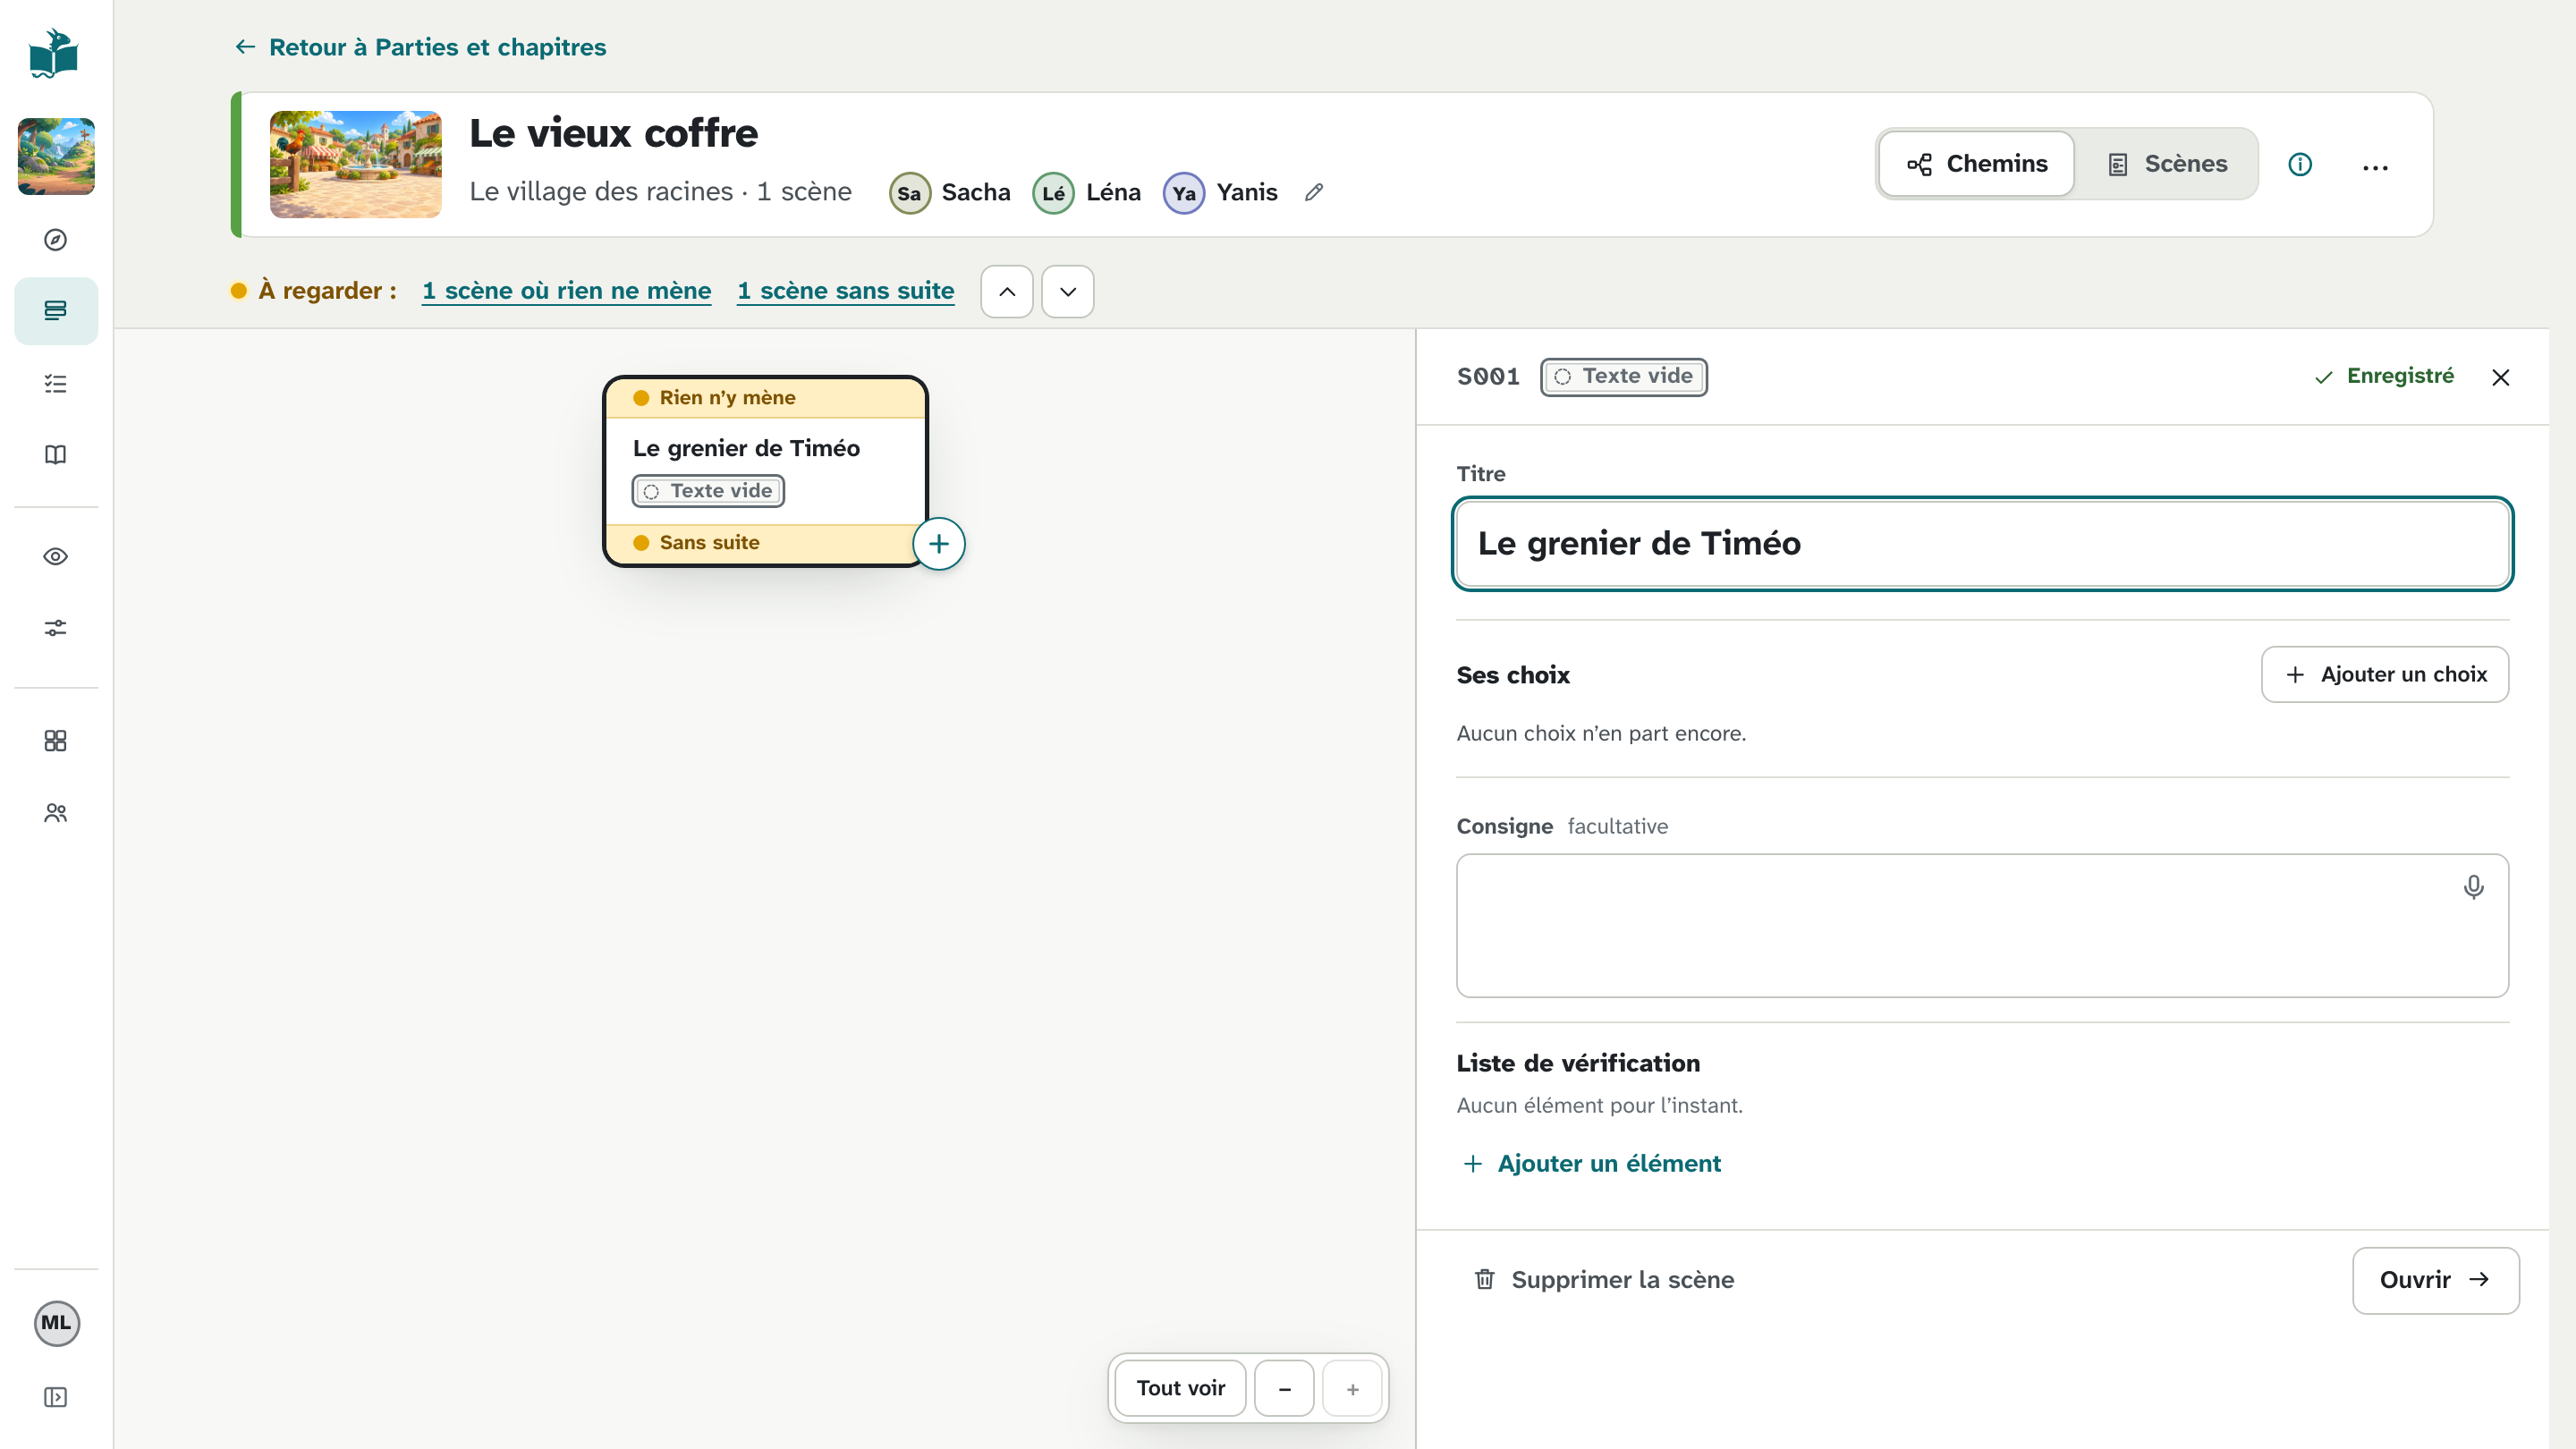 Retour à Parties et chapitres
Le vieux coffre
Le village des racines · 1 scène
Sa Sacha Lé Léna Ya Yanis
Chemins Scènes
À regarder : 1 scène où rien ne mène 1 scène sans suite
Rien n’y mène
Le grenier de Timéo
Texte vide
Sans suite
S001 Texte vide Enregistré
Titre
Le grenier de Timéo
Ses choix Ajouter un choix
Aucun choix n’en part encore.
Consigne facultative
Liste de vérification
Aucun élément pour l’instant.
+ Ajouter un élément
Supprimer la scène Ouvrir
ML
Tout voir – +